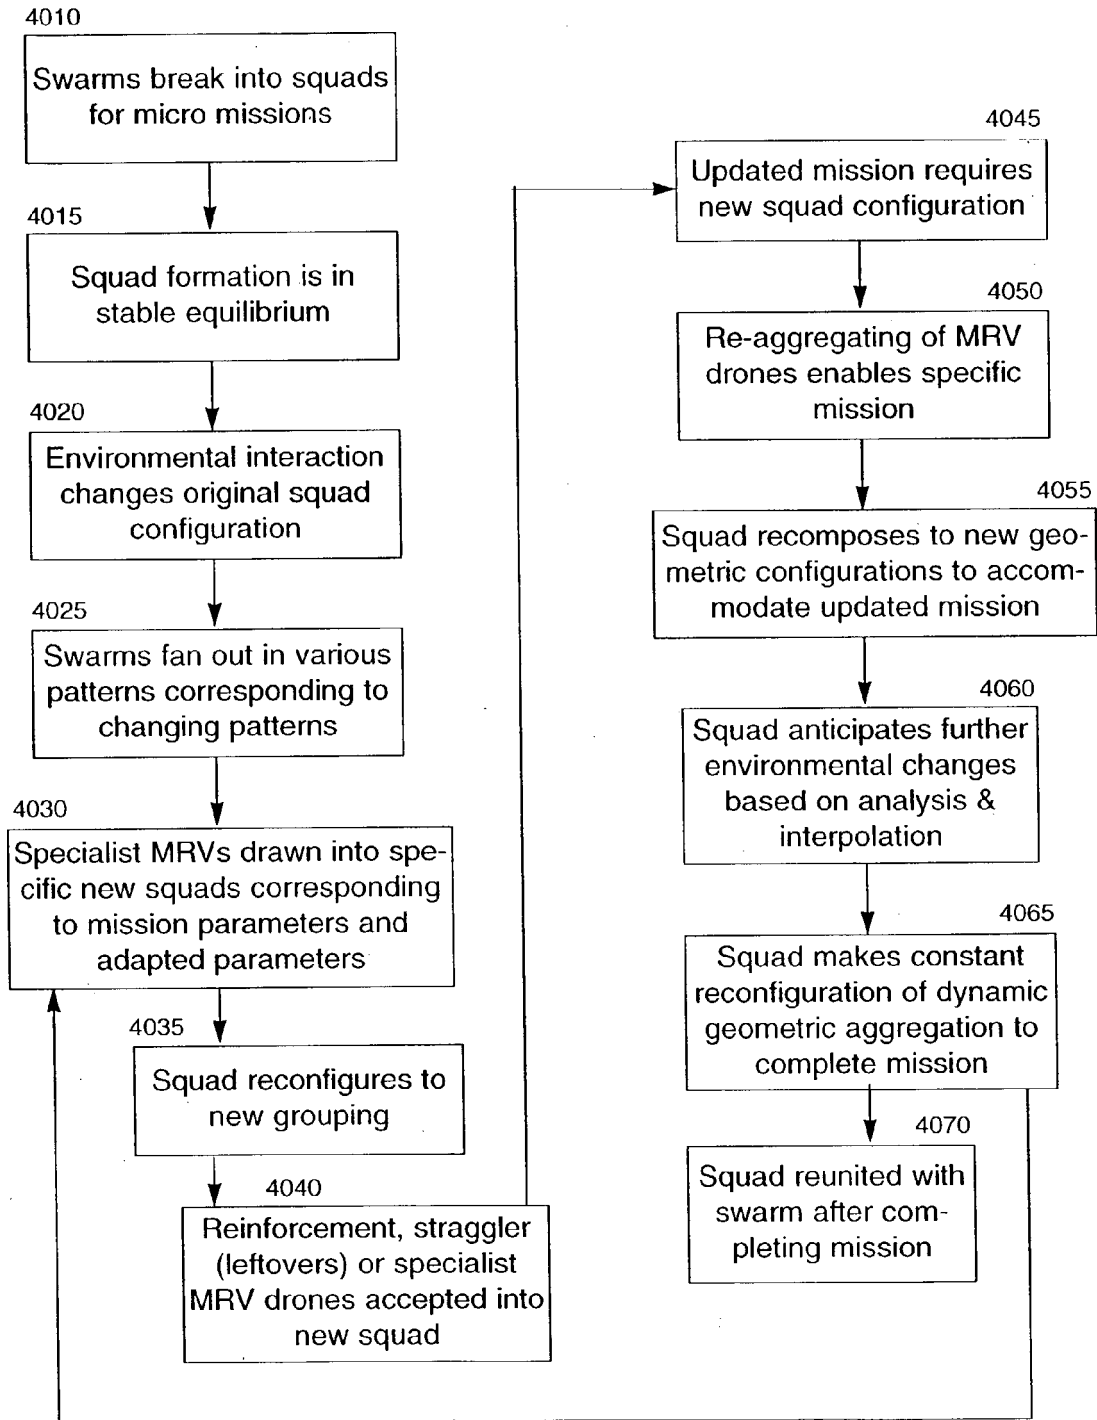 4010
Swarms break into squads
for micro missions
4015
Squad formation is in
stable equilibrium
4020
Environmental interaction
changes original squad
configuration
4025
Swarms fan out in various
patterns corresponding to
changing patterns
4030
Specialist MRVs drawn into spe-
cific new squads corresponding
to mission parameters and
adapted parameters
4035
Squad reconfigures to
new grouping
4040
Reinforcement, straggler
(leftovers) or specialist
MRV drones accepted into
new squad
4045
Updated mission requires
new squad configuration
4050
Re-aggregating of MRV
drones enables specific
mission
4055
Squad recomposes to new geo-
metric configurations to accom-
modate updated mission
4060
Squad anticipates further
environmental changes
based on analysis &
interpolation
4065
Squad makes constant
reconfiguration of dynamic
geometric aggregation to
complete mission
4070
Squad reunited with
swarm after com-
pleting mission